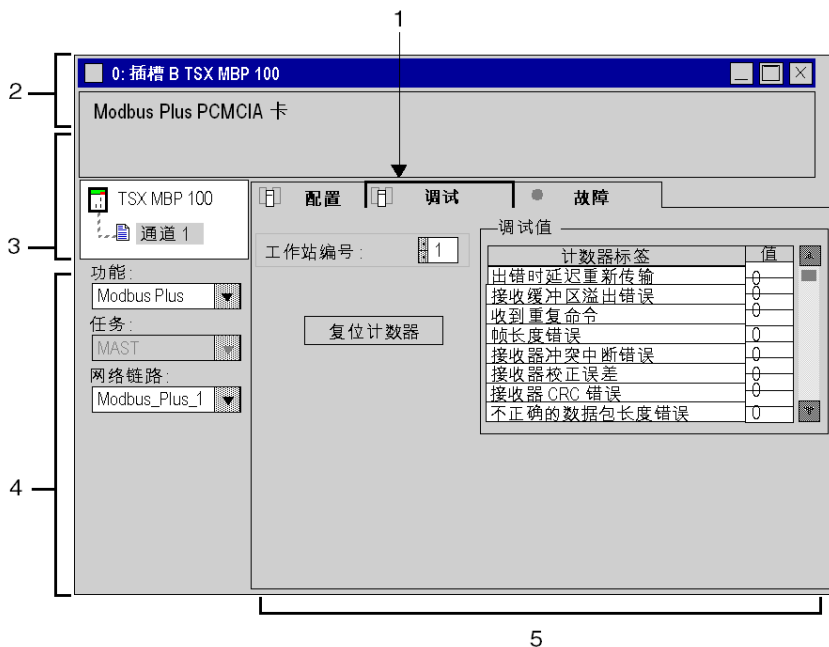 1
2
0: 插槽 B TSX MBP 100
Modbus Plus PCMCIA 卡
3
TSX MBP 100
通道 1
配置
调试
故障
4
功能:
Modbus Plus
任务:
MAST
网络链路:
Modbus_Plus_1
工作站编号:
1
复位计数器
调试值
计数器标签 值
出错时延迟重新传输 0
接收缓冲区溢出错误 0
收到重复命令 0
帧长度错误 0
接收器冲突中断错误 0
接收器校正误差 0
接收器 CRC 错误 0
不正确的数据包长度错误 0
5